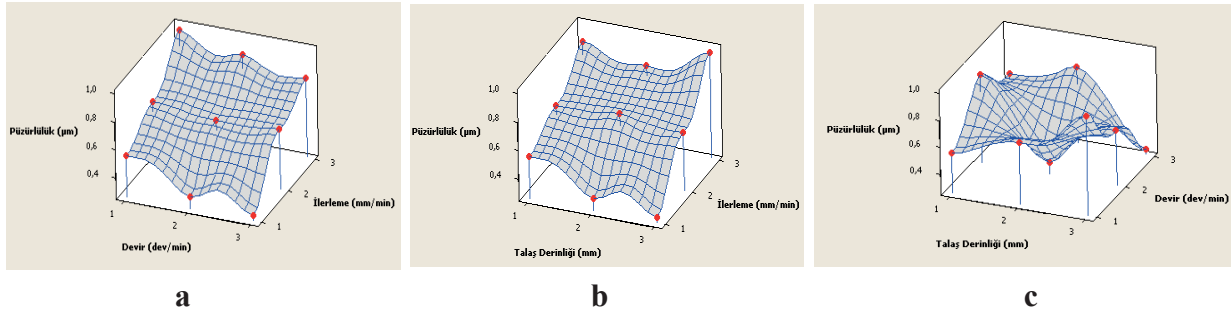 1,0
0,8
Püzürlülük (µm)
0,6
0,4
1
2
3
Devir (dev/min)
1
2
3
İlerleme (mm/min)
a
1,0
0,8
Püzürlülük (µm)
0,6
0,4
1
2
3
Talaş Derinliği (mm)
1
2
3
İlerleme (mm/min)
b
1,0
0,8
Püzürlülük (µm)
0,6
0,4
1
2
3
Talaş Derinliği (mm)
1
2
3
Devir (dev/min)
c